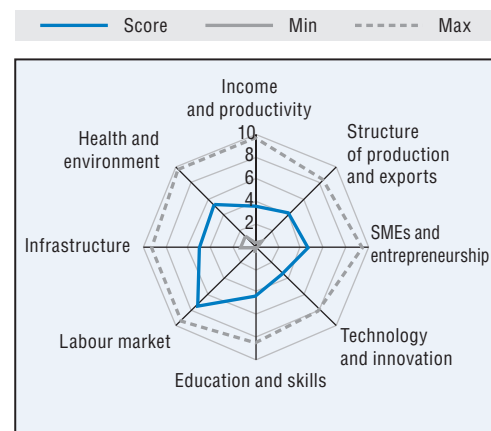 Score Min Max
Income
and productivity
Health and
environment
Structure
of production
and exports
10
8
6
4
2
Infrastructure
SMEs and
entrepreneurship
Labour market
Technology
and innovation
Education and skills